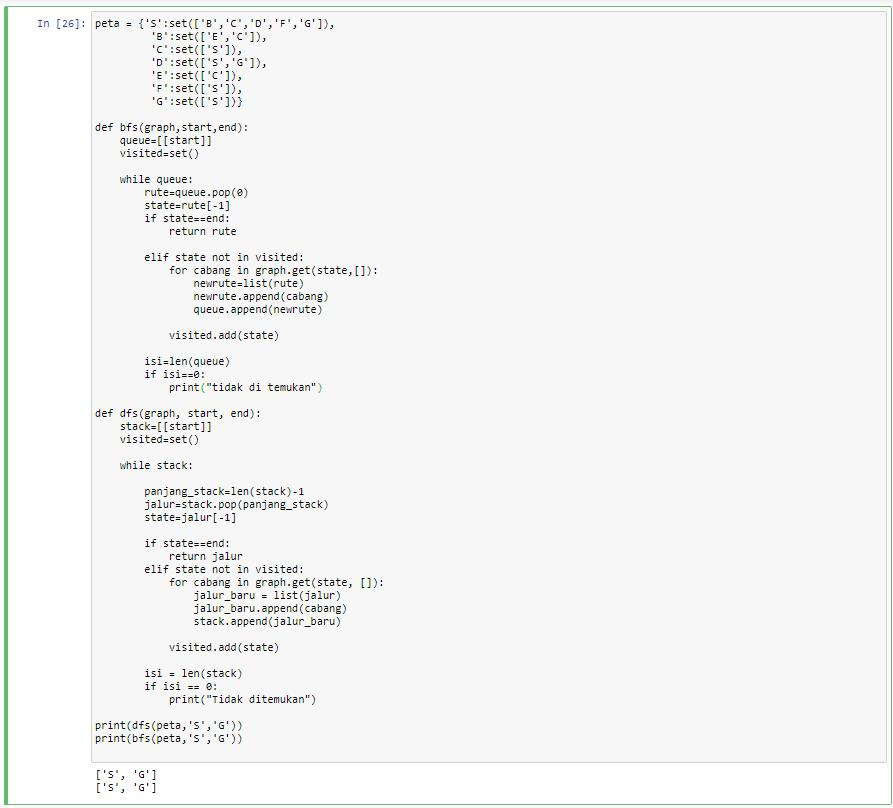 In [26]: peta = {'S':set(['B','C','D','F','G']),
'B':set(['E','C']),
'C':set(['S']),
'D':set(['S','G']),
'E':set(['C']),
'F':set(['S']),
'G':set(['S'])}
def bfs(graph,start,end):
queue=[[start]]
visited=set()
while queue:
rute=queue.pop(0)
state=rute[-1]
if state==end:
return rute
elif state not in visited:
for cabang in graph.get(state,[]):
newrute=list(rute)
newrute.append(cabang)
queue.append(newrute)
visited.add(state)
isi=len(queue)
if isi==0:
print("tidak di temukan")
def dfs(graph, start, end):
stack=[[start]]
visited=set()
while stack:
panjang_stack=len(stack)-1
jalur=stack.pop(panjang_stack)
state=jalur[-1]
if state==end:
return jalur
elif state not in visited:
for cabang in graph.get(state, []):
jalur_baru = list(jalur)
jalur_baru.append(cabang)
stack.append(jalur_baru)
visited.add(state)
isi = len(stack)
if isi == 0:
print("Tidak ditemukan")
print(dfs(peta,'S','G'))
print(bfs(peta,'S','G'))
['S', 'G']
['S', 'G']